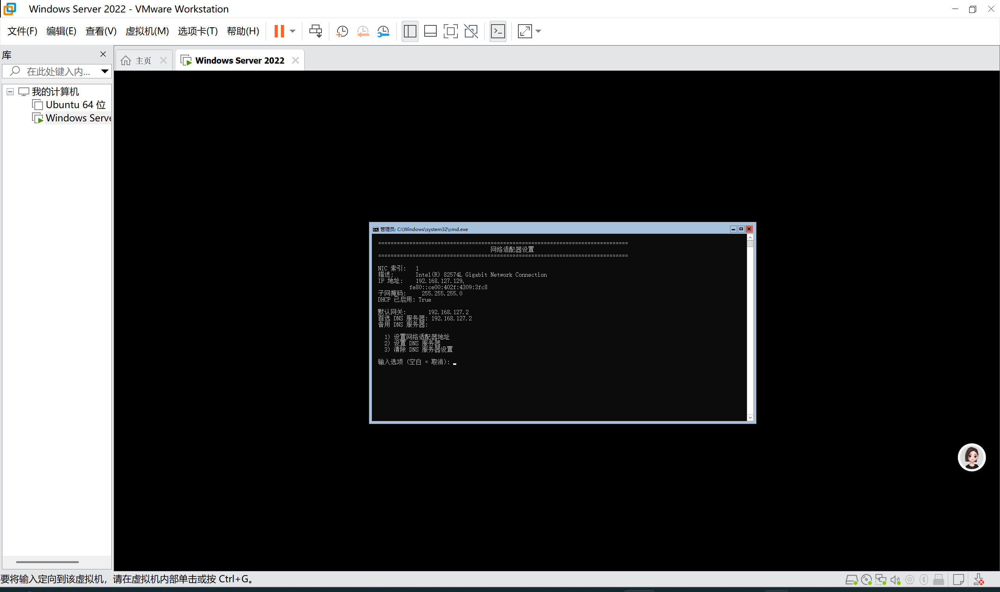 Windows Server 2022 - VMware Workstation
文件(F) 编辑(E) 查看(V) 虚拟机(M) 选项卡(T) 帮助(H)
库
主页
Windows Server 2022
在此处键入内...
我的计算机
Ubuntu 64 位
Windows Serve
管理员: C:\Windows\system32\cmd.exe
================================================================================
网络适配器设置
================================================================================
NIC 索引: 1
描述: Intel(R) 82574L Gigabit Network Connection
IP 地址: 192.168.127.129,
fe80::ce00:402f:4309:3fc8
子网掩码: 255.255.255.0
DHCP 已启用: True
默认网关: 192.168.127.2
首选 DNS 服务器: 192.168.127.2
备用 DNS 服务器:
1) 设置网络适配器地址
2) 设置 DNS 服务器
3) 清除 DNS 服务器设置
输入选项 (空白 = 取消):
要将输入定向到该虚拟机，请在虚拟机内部单击或按 Ctrl+G。